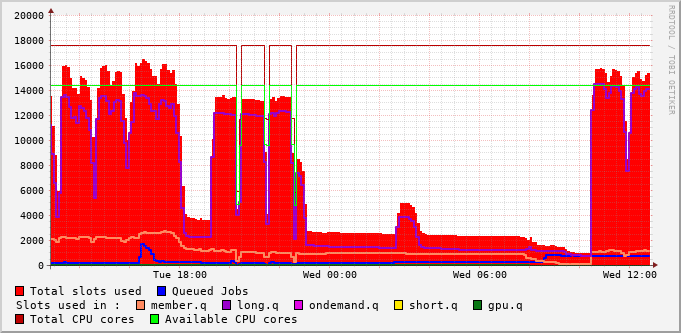 20000
18000
16000
14000
12000
10000
8000
6000
4000
2000
0
Tue 18:00 Wed 00:00 Wed 06:00 Wed 12:00
RRDTOOL / TOBI OETIKER
Total slots used Queued Jobs
Slots used in : member.q long.q ondemand.q short.q gpu.q
Total CPU cores Available CPU cores